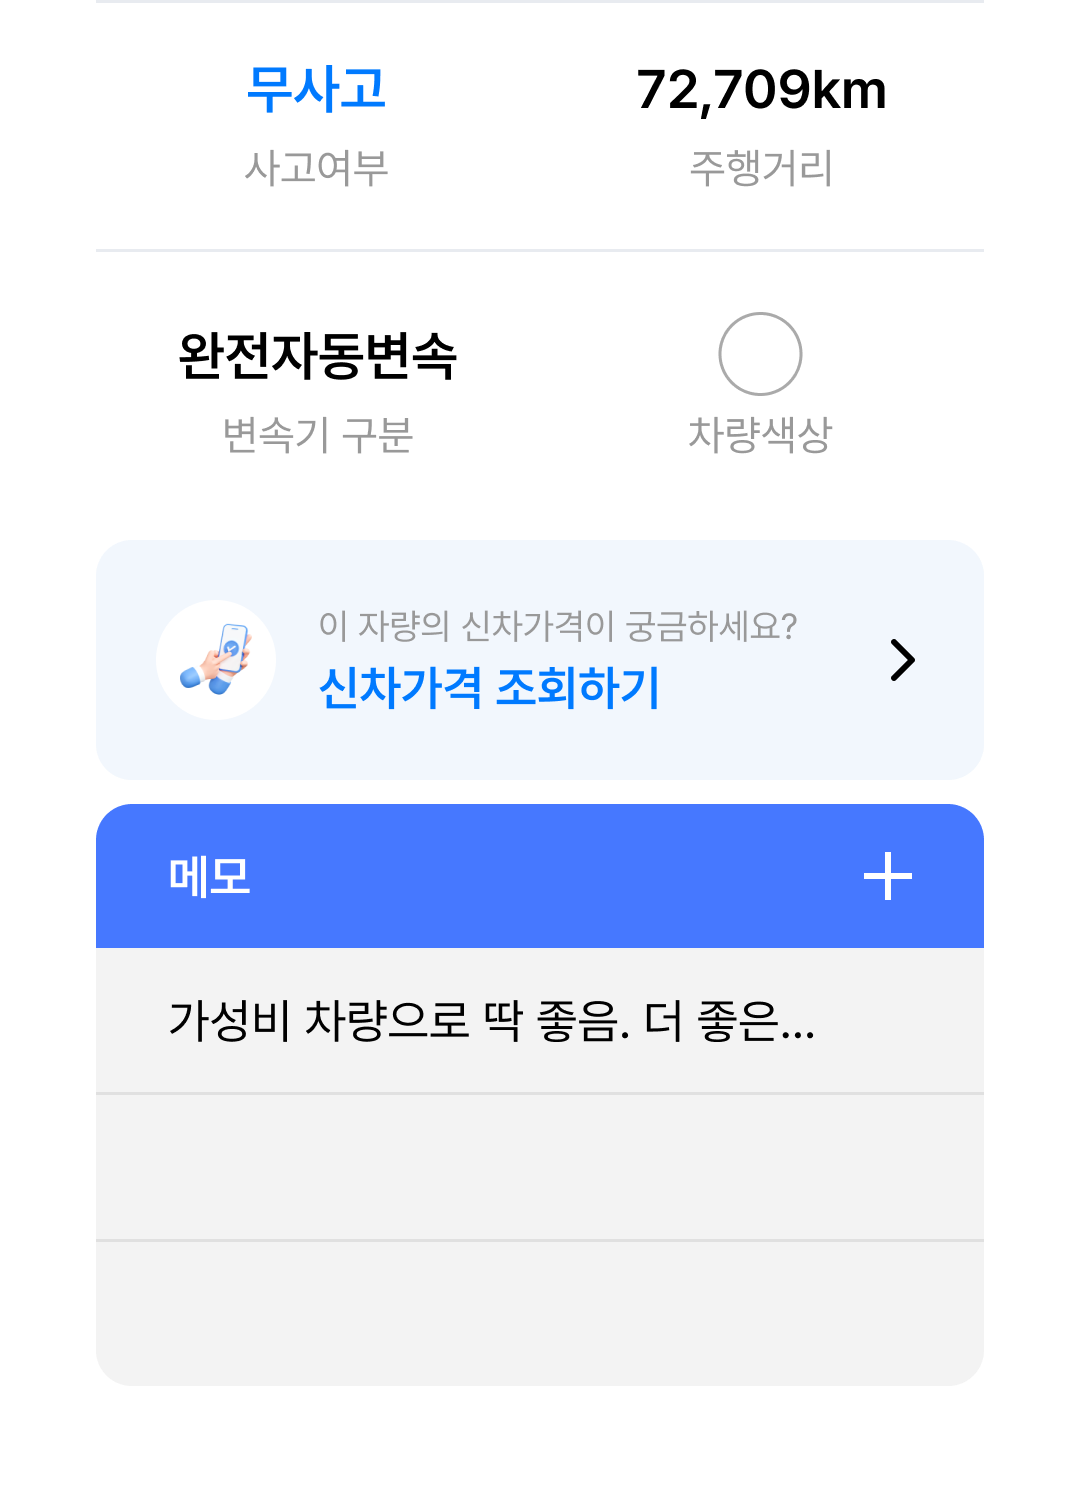 무사고 72,709km
사고여부 주행거리
완전자동변속
변속기 구분 차량색상
이 자량의 신차가격이 궁금하세요?
신차가격 조회하기
메모
가성비 차량으로 딱 좋음. 더 좋은...